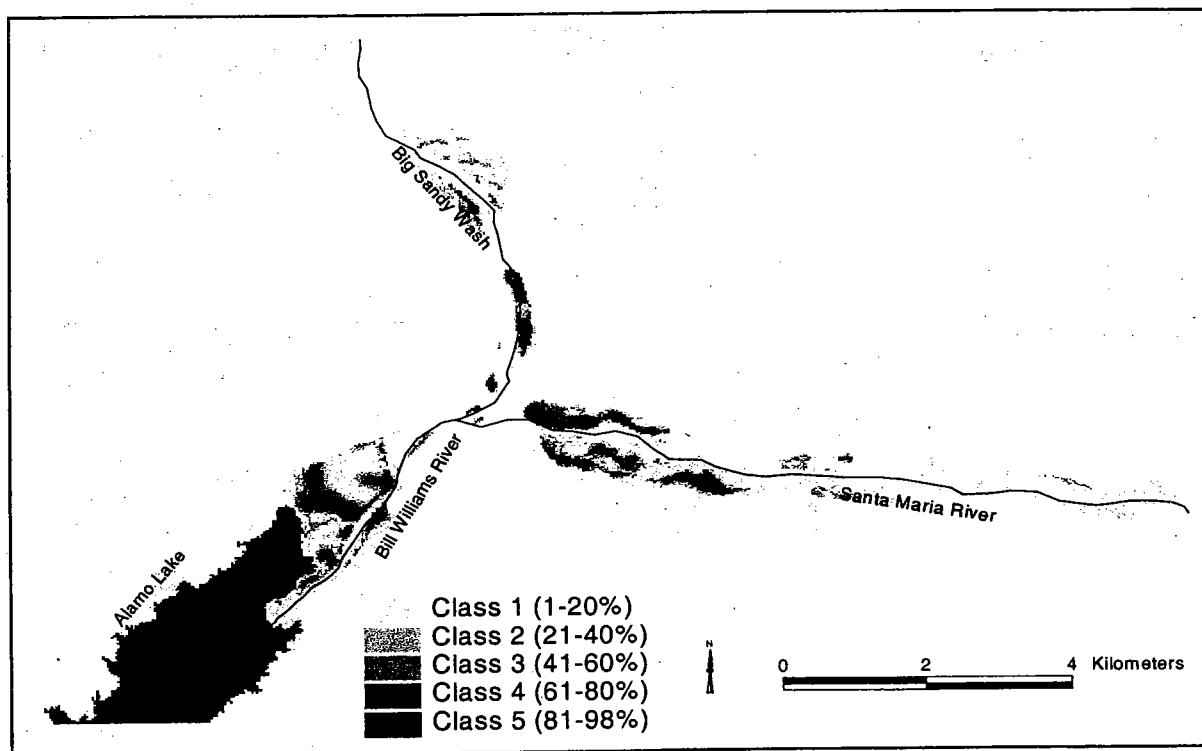 Big Sandy Wash
Santa Maria River
Bill Williams River
Alamo Lake
Class 1 (1-20%)
Class 2 (21-40%)
Class 3 (41-60%)
Class 4 (61-80%)
Class 5 (81-98%)
N
0 2 4 Kilometers